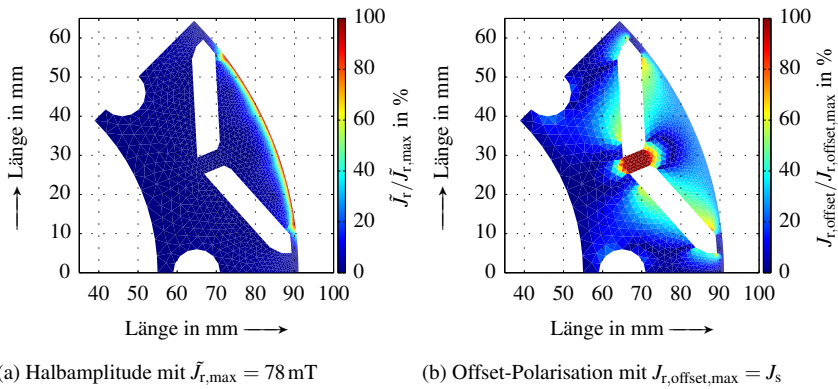 100
80
60
40
20
0
J̃r/J̃r,max in %
60
50
40
30
20
10
0
Länge in mm
40 50 60 70 80 90 100
Länge in mm
100
80
60
40
20
0
Jr,offset/Jr,offset,max in %
60
50
40
30
20
10
0
Länge in mm
40 50 60 70 80 90 100
Länge in mm
(a) Halbamplitude mit J̃r,max = 78 mT
(b) Offset-Polarisation mit Jr,offset,max = Js